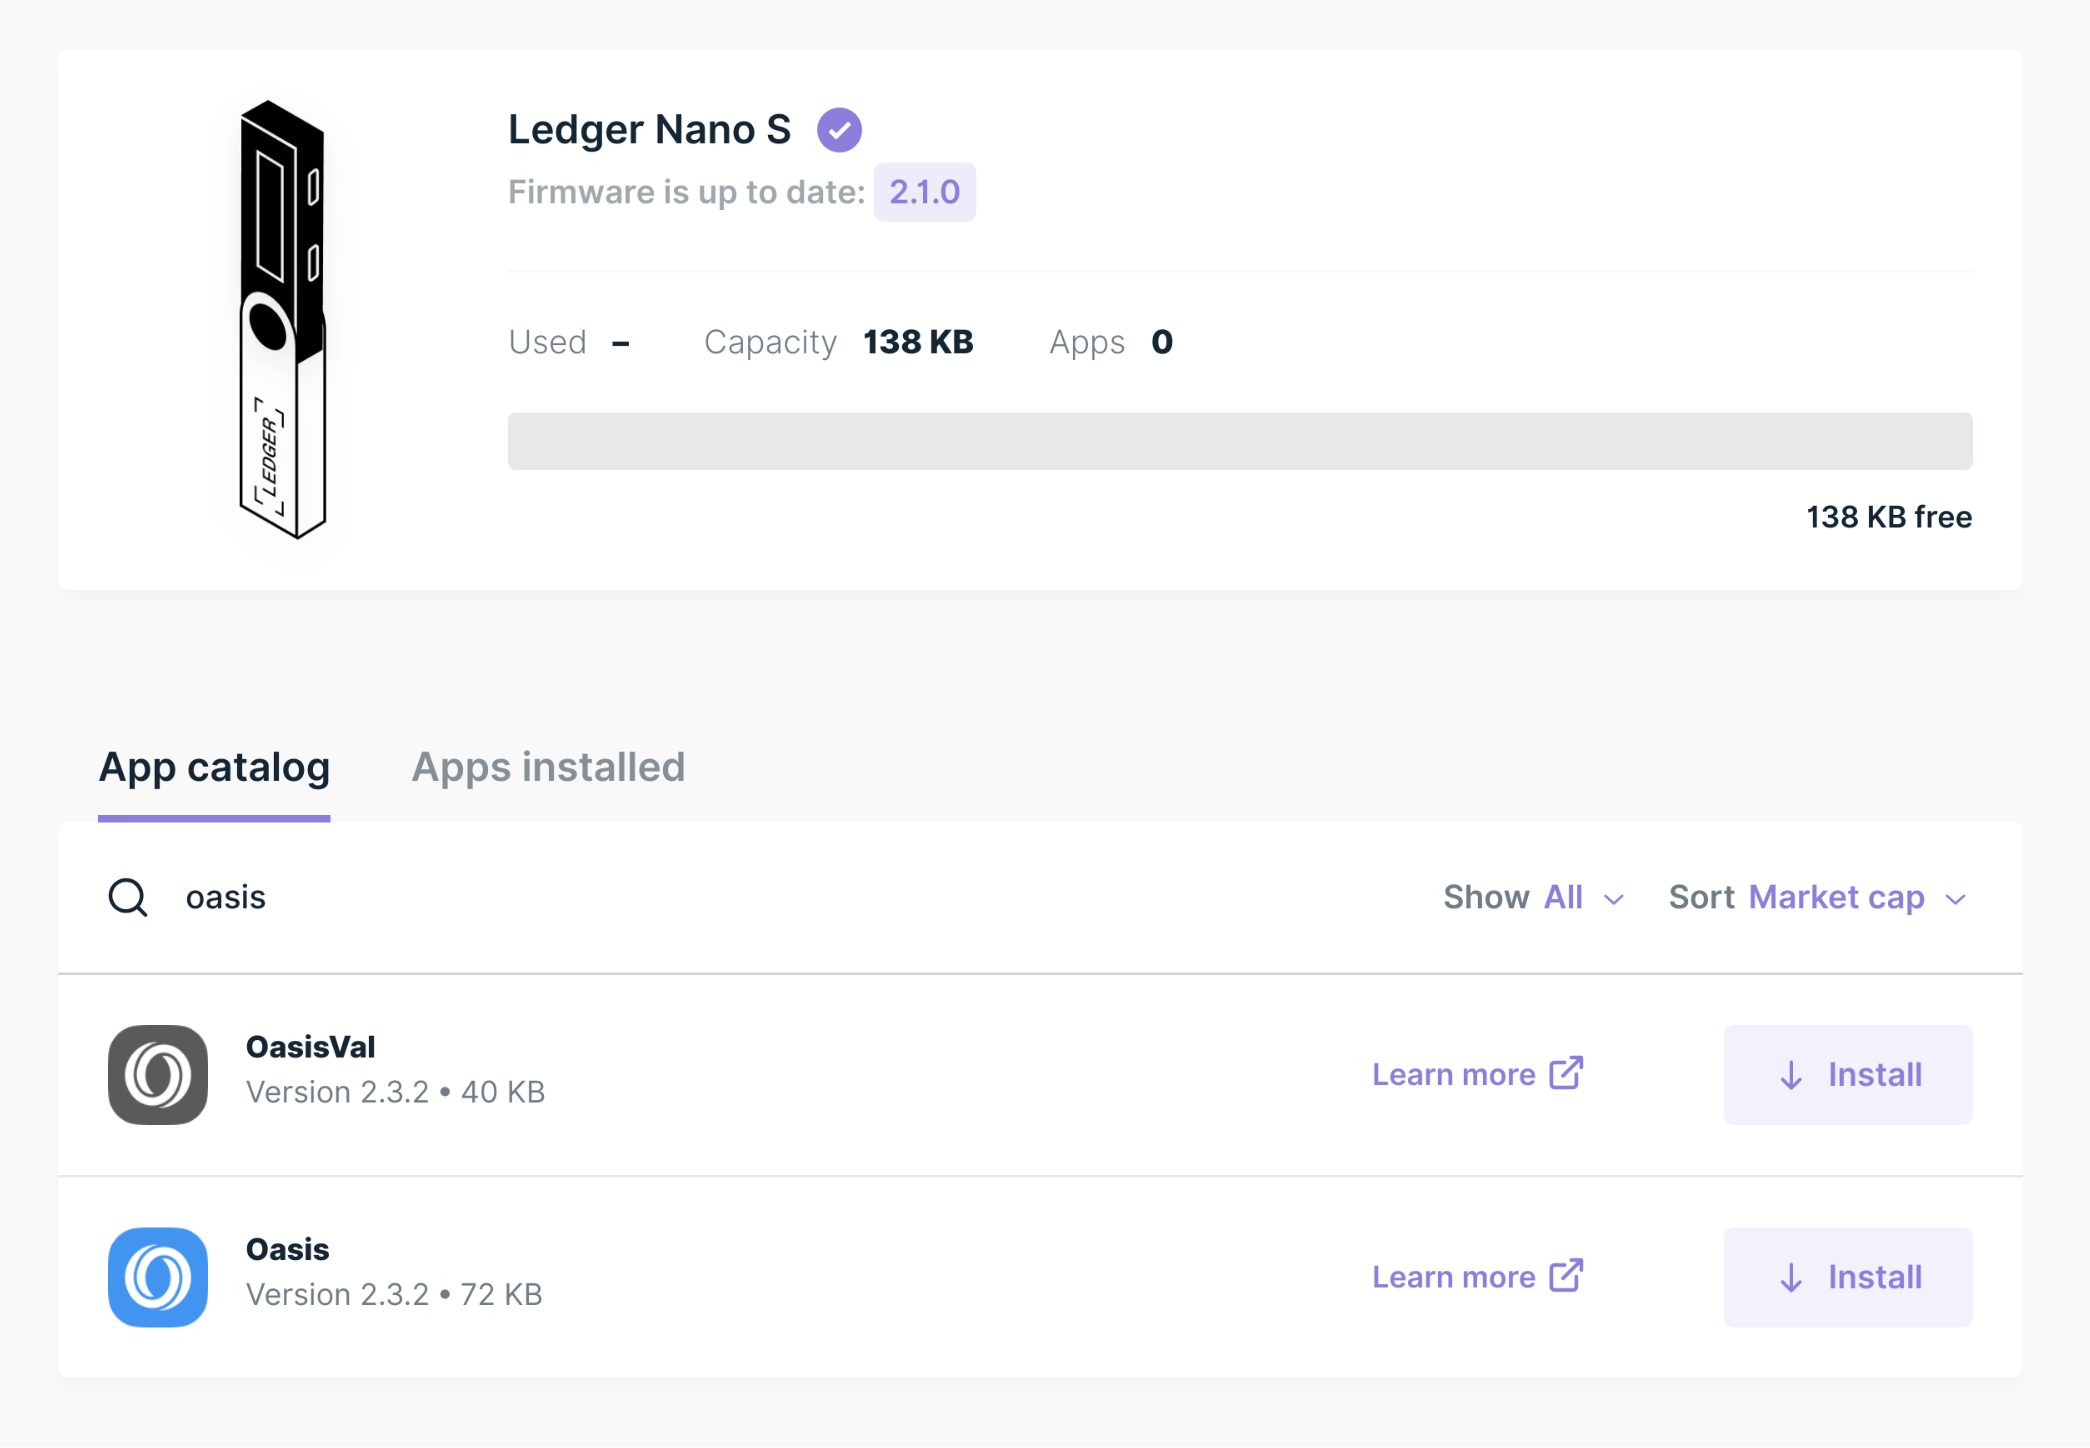 Ledger Nano S
Firmware is up to date: 2.1.0
Used – Capacity 138 KB Apps 0
138 KB free
LEDGER
App catalog Apps installed
oasis Show All Sort Market cap
OasisVal
Version 2.3.2 • 40 KB
Learn more Install
Oasis
Version 2.3.2 • 72 KB
Learn more Install